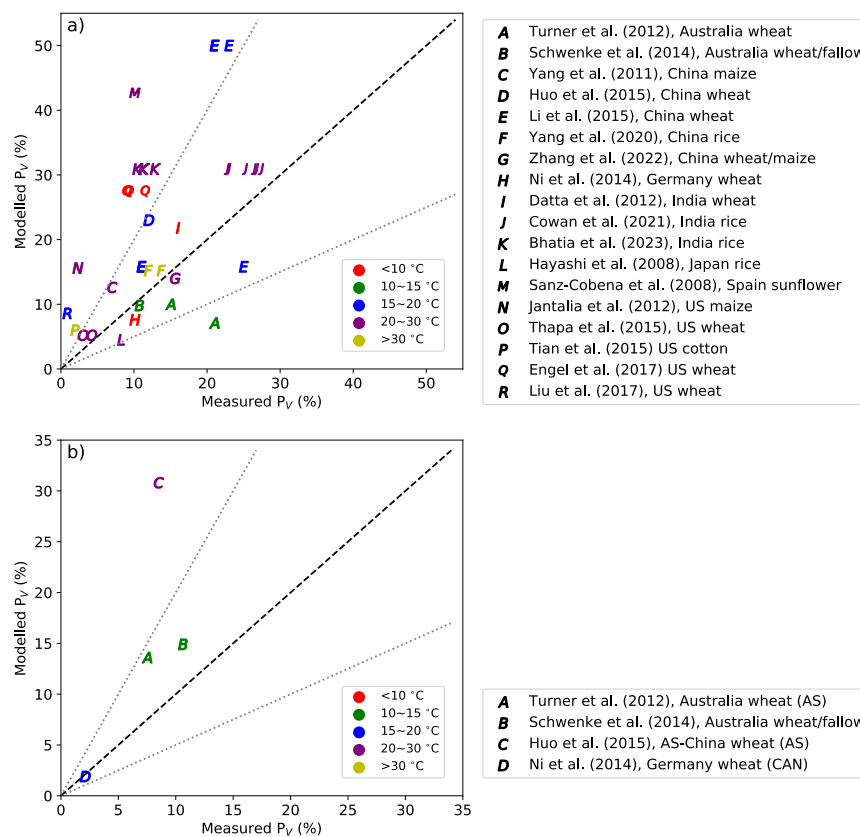 a)
Modelled P_V (%)
50
40
30
20
10
0
0 10 20 30 40 50
Measured P_V (%)
E E
M
K K K J J J J
Q Q Q
D I
N E F F E
C G
R B A
P H A
O O L
<10 °C
10~15 °C
15~20 °C
20~30 °C
>30 °C
A Turner et al. (2012), Australia wheat
B Schwenke et al. (2014), Australia wheat/fallow
C Yang et al. (2011), China maize
D Huo et al. (2015), China wheat
E Li et al. (2015), China wheat
F Yang et al. (2020), China rice
G Zhang et al. (2022), China wheat/maize
H Ni et al. (2014), Germany wheat
I Datta et al. (2012), India wheat
J Cowan et al. (2021), India rice
K Bhatia et al. (2023), India rice
L Hayashi et al. (2008), Japan rice
M Sanz-Cobena et al. (2008), Spain sunflower
N Jantalia et al. (2012), US maize
O Thapa et al. (2015), US wheat
P Tian et al. (2015) US cotton
Q Engel et al. (2017) US wheat
R Liu et al. (2017), US wheat
b)
Modelled P_V (%)
35
30
25
20
15
10
5
0
0 5 10 15 20 25 30 35
Measured P_V (%)
C
A B
D
<10 °C
10~15 °C
15~20 °C
20~30 °C
>30 °C
A Turner et al. (2012), Australia wheat (AS)
B Schwenke et al. (2014), Australia wheat/fallow
C Huo et al. (2015), AS-China wheat (AS)
D Ni et al. (2014), Germany wheat (CAN)